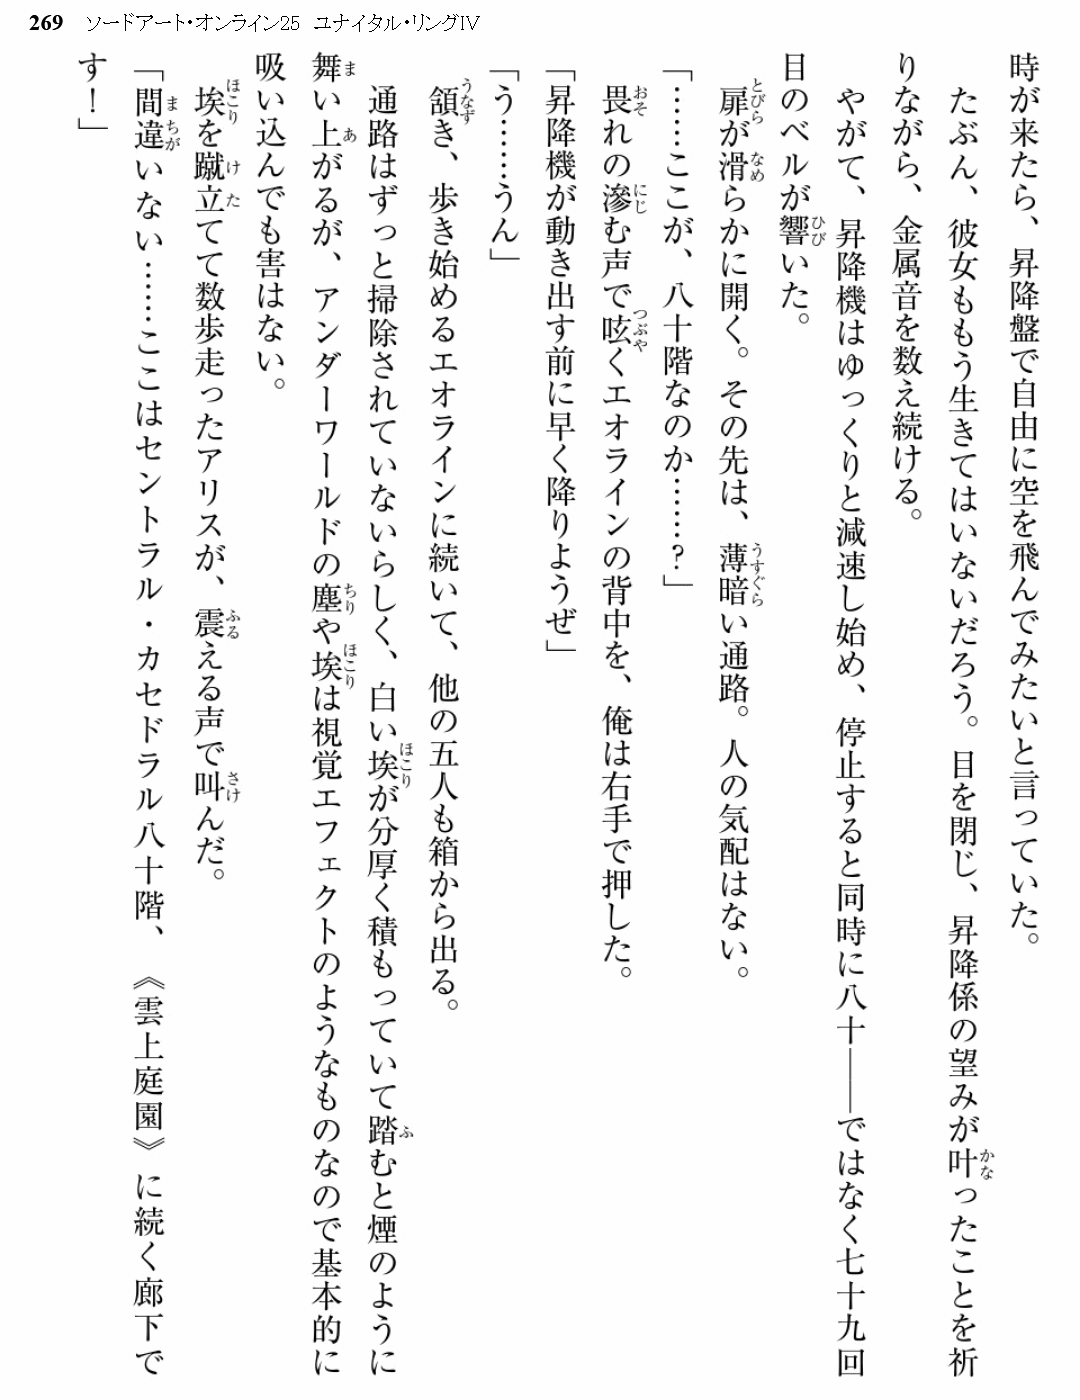 269 ソードアート・オンライン25 ユナイタル・リングⅣ
時が来たら、昇降盤で自由に空を飛んでみたいと言っていた。
たぶん、彼女ももう生きてはいないだろう。目を閉じ、昇降係の望みが叶ったことを祈
りながら、金属音を数え続ける。
やがて、昇降機はゆっくりと減速し始め、停止すると同時に八十――ではなく七十九回
目のベルが響いた。
扉が滑らかに開く。その先は、薄暗い通路。人の気配はない。
「……ここが、八十階なのか……?」
畏れの滲む声で呟くエオラインの背中を、俺は右手で押した。
「昇降機が動き出す前に早く降りようぜ」
「う……うん」
頷き、歩き始めるエオラインに続いて、他の五人も箱から出る。
通路はずっと掃除されていないらしく、白い埃が分厚く積もっていて踏むと煙のように
舞い上がるが、アンダーワールドの塵や埃は視覚エフェクトのようなものなので基本的に
吸い込んでも害はない。
埃を蹴立てて数歩走ったアリスが、震える声で叫んだ。
「間違いない……ここはセントラル・カセドラル八十階、《雲上庭園》に続く廊下で
す!」